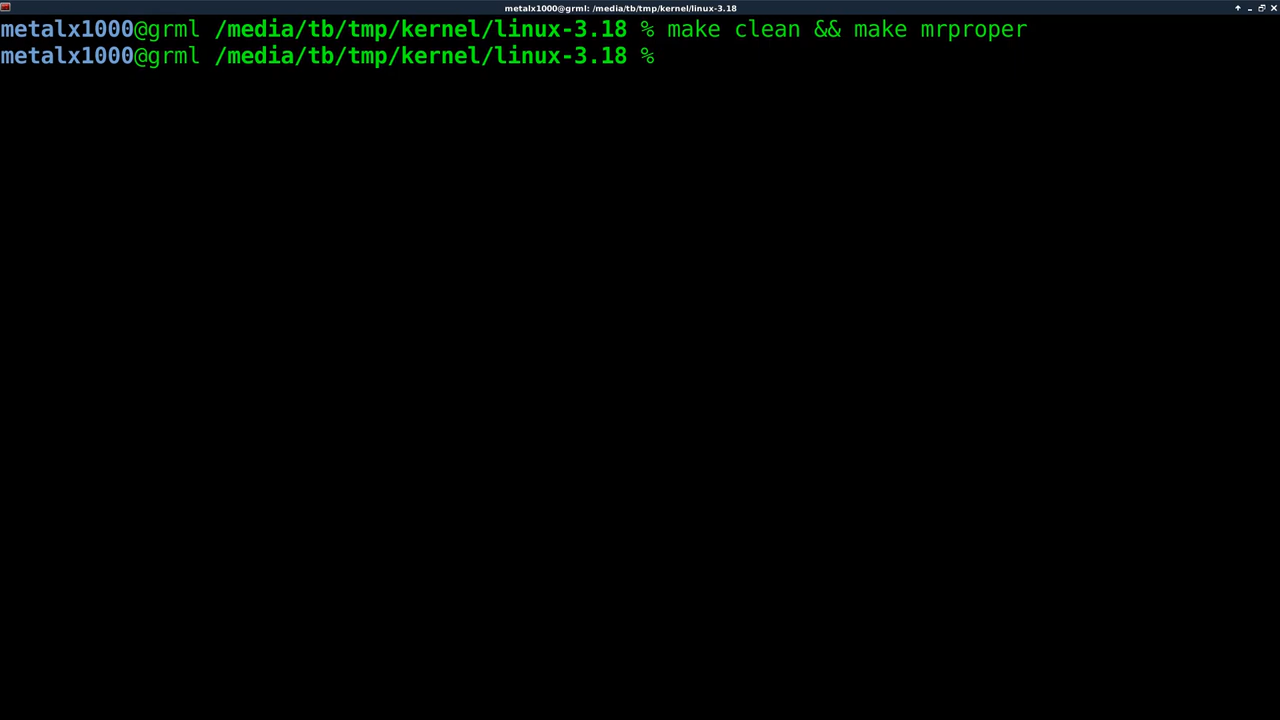 metalx1000@grml: /media/tb/tmp/kernel/linux-3.18
metalx1000@grml /media/tb/tmp/kernel/linux-3.18 % make clean && make mrproper
metalx1000@grml /media/tb/tmp/kernel/linux-3.18 %